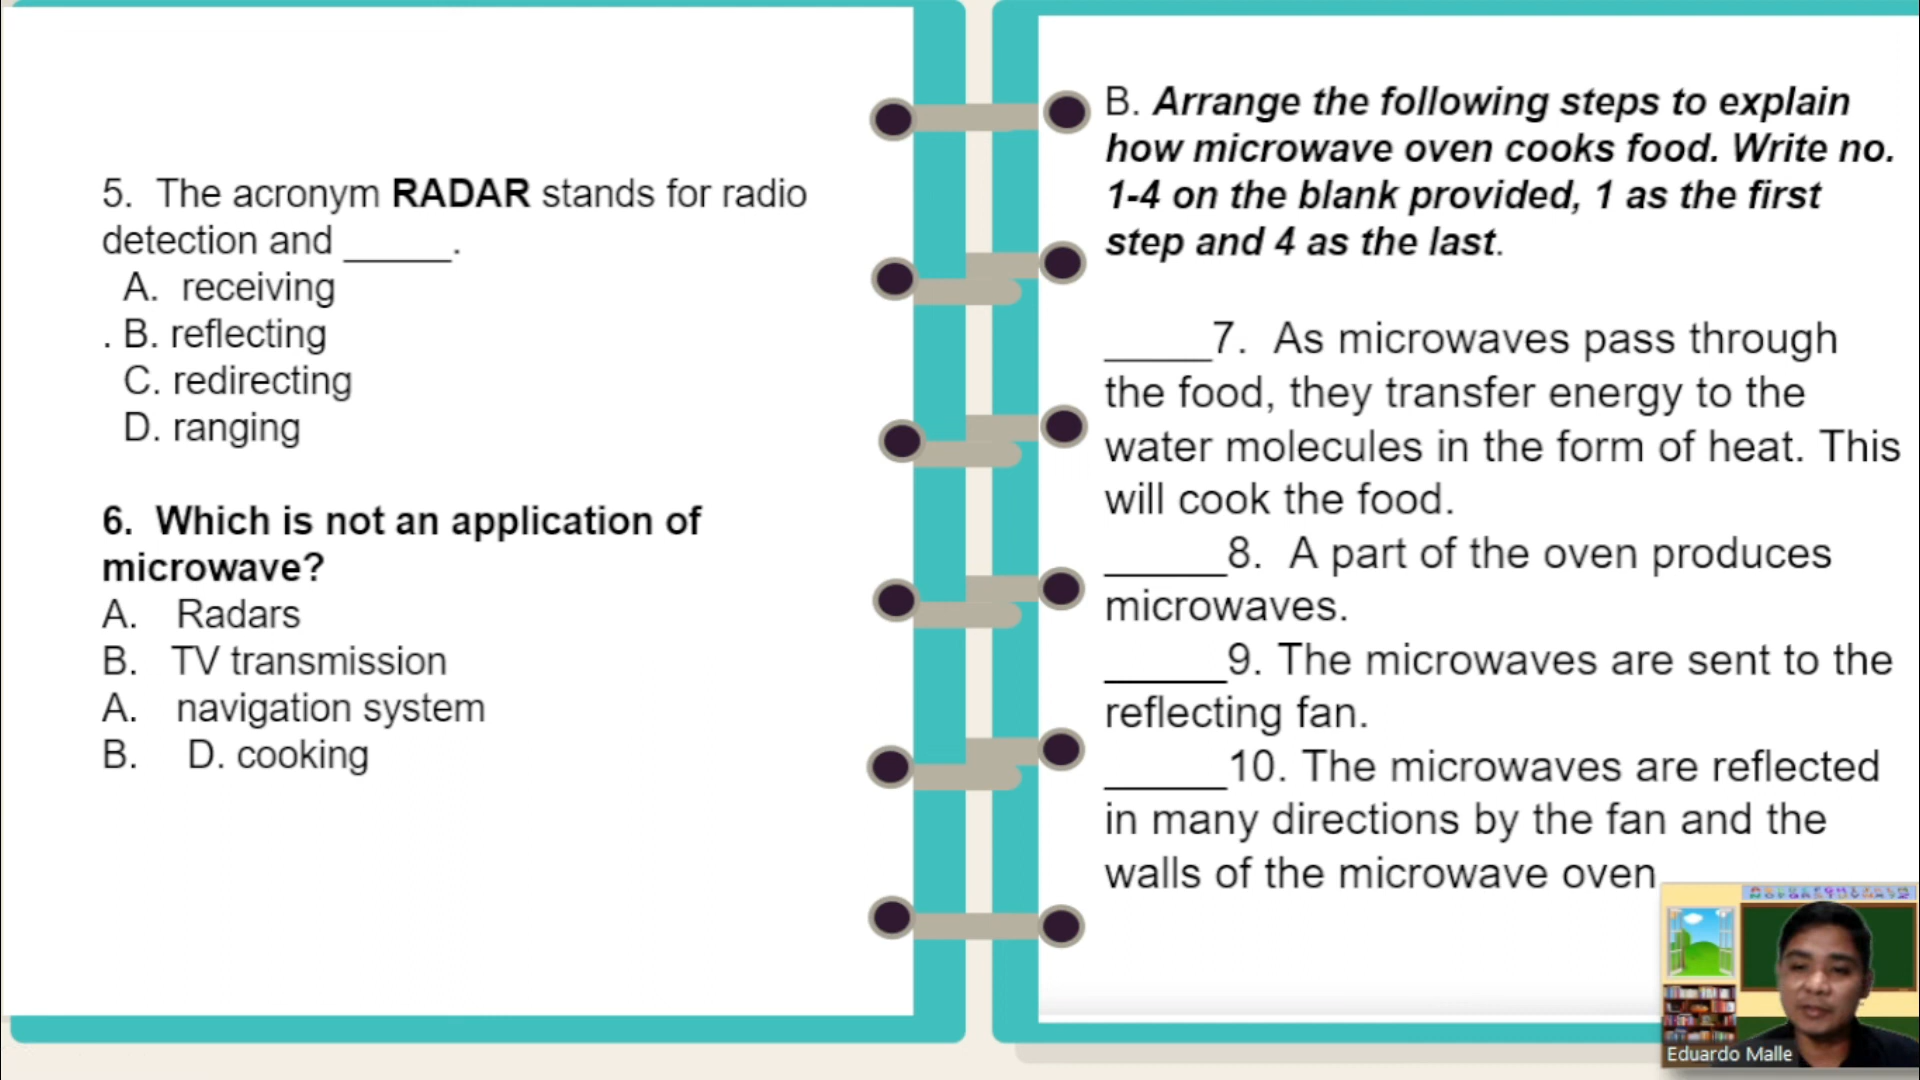 5. The acronym RADAR stands for radio
detection and _____.
A. receiving
. B. reflecting
C. redirecting
D. ranging
6. Which is not an application of
microwave?
A. Radars
B. TV transmission
A. navigation system
B. D. cooking
B. Arrange the following steps to explain
how microwave oven cooks food. Write no.
1-4 on the blank provided, 1 as the first
step and 4 as the last.
_____7. As microwaves pass through
the food, they transfer energy to the
water molecules in the form of heat. This
will cook the food.
_____8. A part of the oven produces
microwaves.
_____9. The microwaves are sent to the
reflecting fan.
_____10. The microwaves are reflected
in many directions by the fan and the
walls of the microwave oven
Eduardo Malle